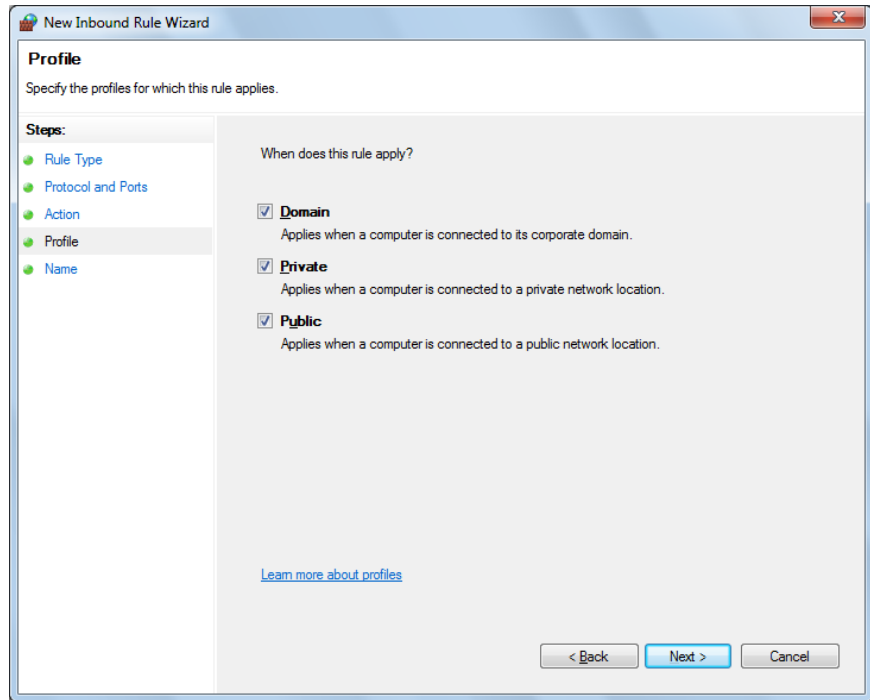 New Inbound Rule Wizard
Profile
Specify the profiles for which this rule applies.
Steps:
Rule Type
Protocol and Ports
Action
Profile
Name
When does this rule apply?
Domain
Applies when a computer is connected to its corporate domain.
Private
Applies when a computer is connected to a private network location.
Public
Applies when a computer is connected to a public network location.
Learn more about profiles
< Back
Next >
Cancel